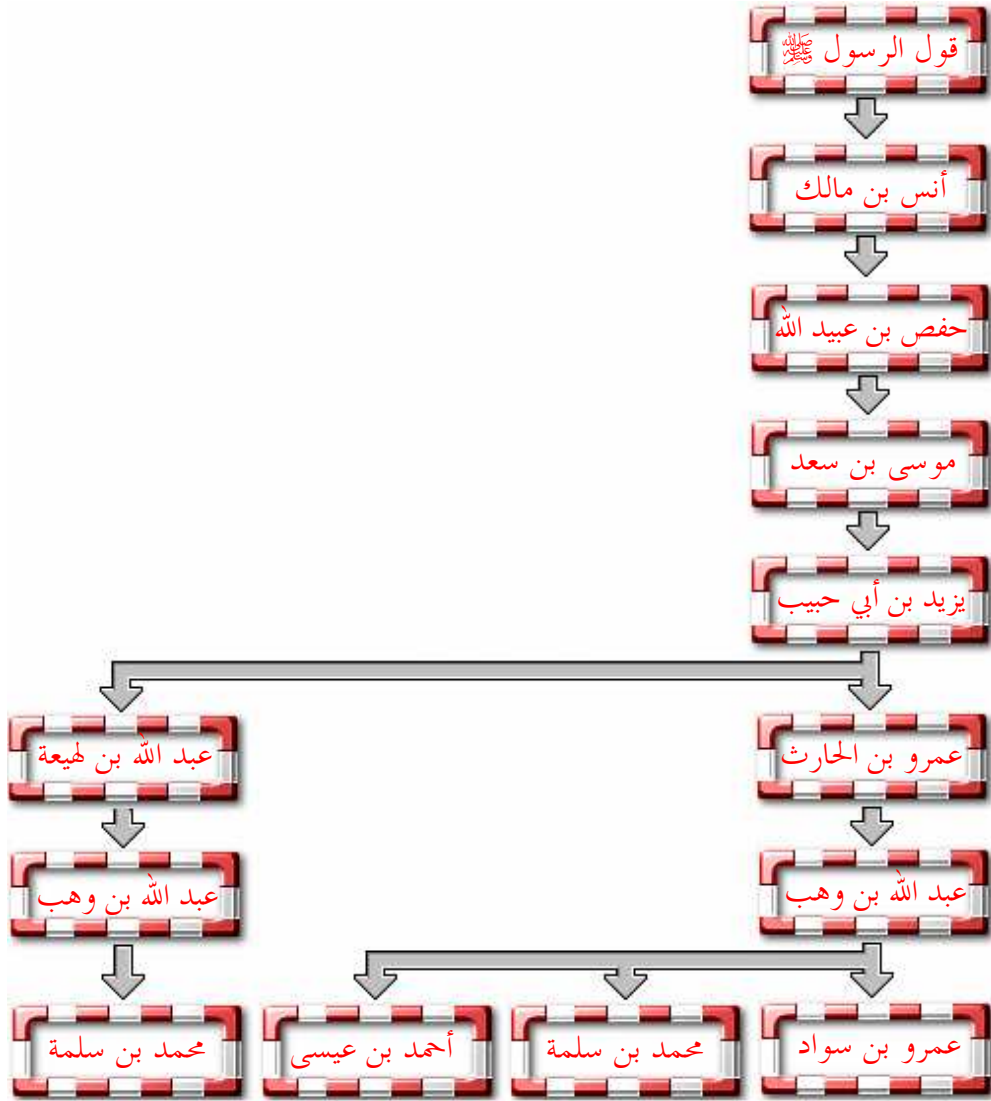 قول الرسول ﷺ
أنس بن مالك
حفص بن عبيد الله
موسى بن سعد
يزيد بن أبي حبيب
عمرو بن الحارث
عبد الله بن لهيعة
عبد الله بن وهب
عبد الله بن وهب
عمرو بن سواد
محمد بن سلمة
أحمد بن عيسى
محمد بن سلمة